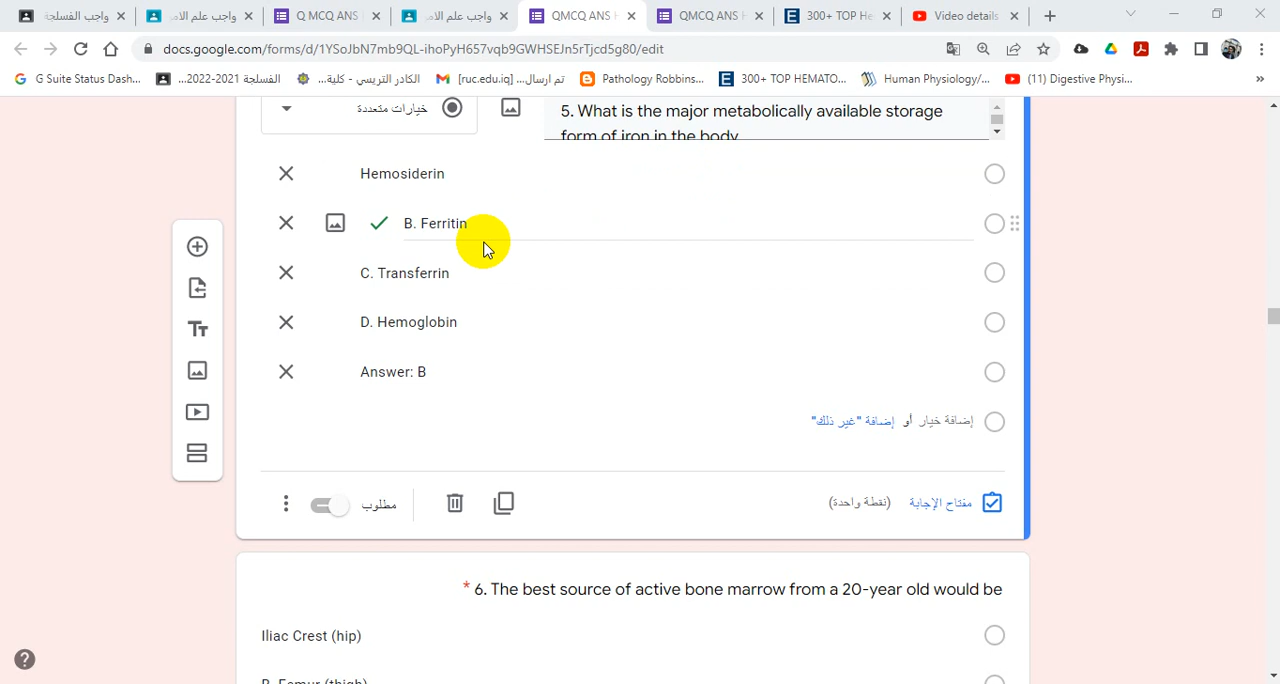 واجب الفسلجة
واجب علم الامر
Q MCQ ANS
واجب علم الامر
QMCQ ANS H
QMCQ ANS H
300+ TOP He
Video details
docs.google.com/forms/d/1YSoJbN7mb9QL-ihoPyH657vqb9GWHSEJn5rTjcd5g80/edit
G Suite Status Dash...
الفسلجة 2021-2022...
الكادر التريسي - كلية...
تم ارسال... [ruc.edu.iq]
Pathology Robbins...
300+ TOP HEMATO...
Human Physiology/...
(11) Digestive Physi...
»
خيارات متعددة
5. What is the major metabolically available storage
form of iron in the body
Hemosiderin
B. Ferritin
C. Transferrin
D. Hemoglobin
Answer: B
إضافة خيار أو إضافة "غير ذلك"
مطلوب
مفتاح الإجابة (نقطة واحدة)
* 6. The best source of active bone marrow from a 20-year old would be
Iliac Crest (hip)
B. Femur (thigh)